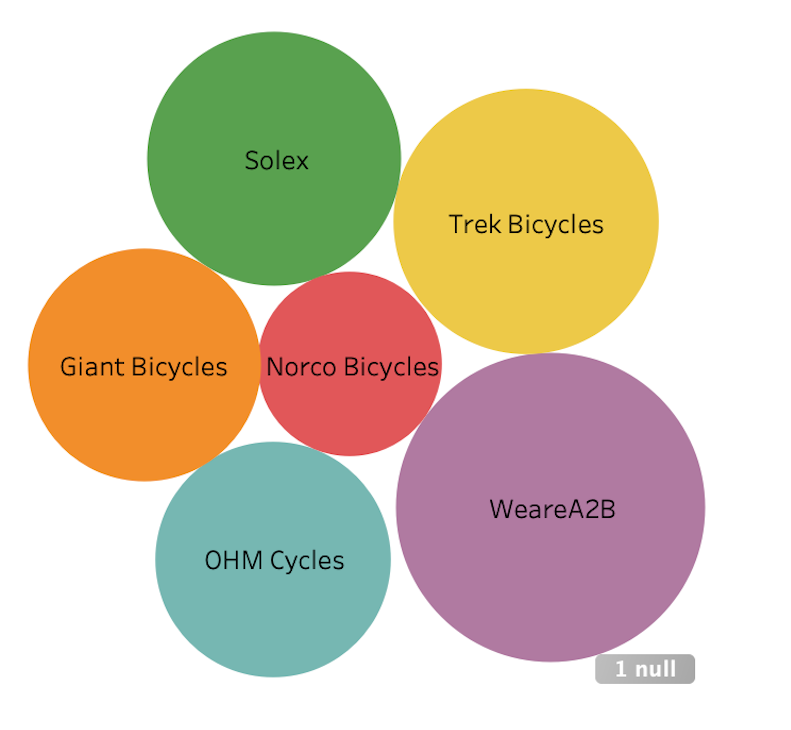 Solex
Trek Bicycles
Giant Bicycles
Norco Bicycles
WeareA2B
OHM Cycles
1 null